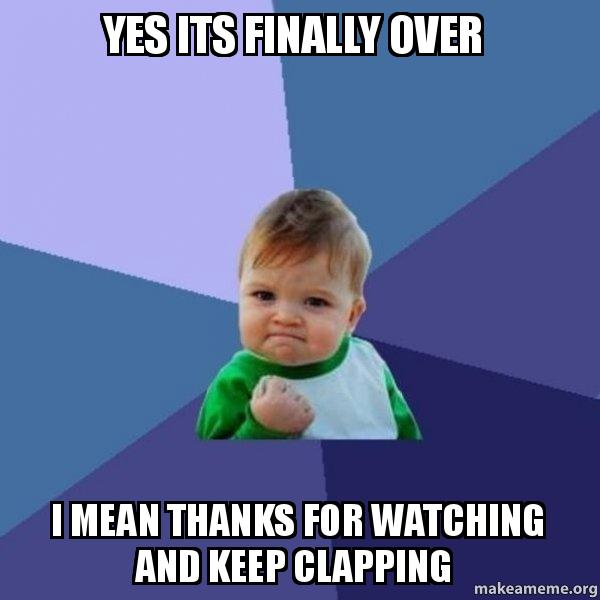 YES ITS FINALLY OVER
I MEAN THANKS FOR WATCHING
AND KEEP CLAPPING
makeameme.org